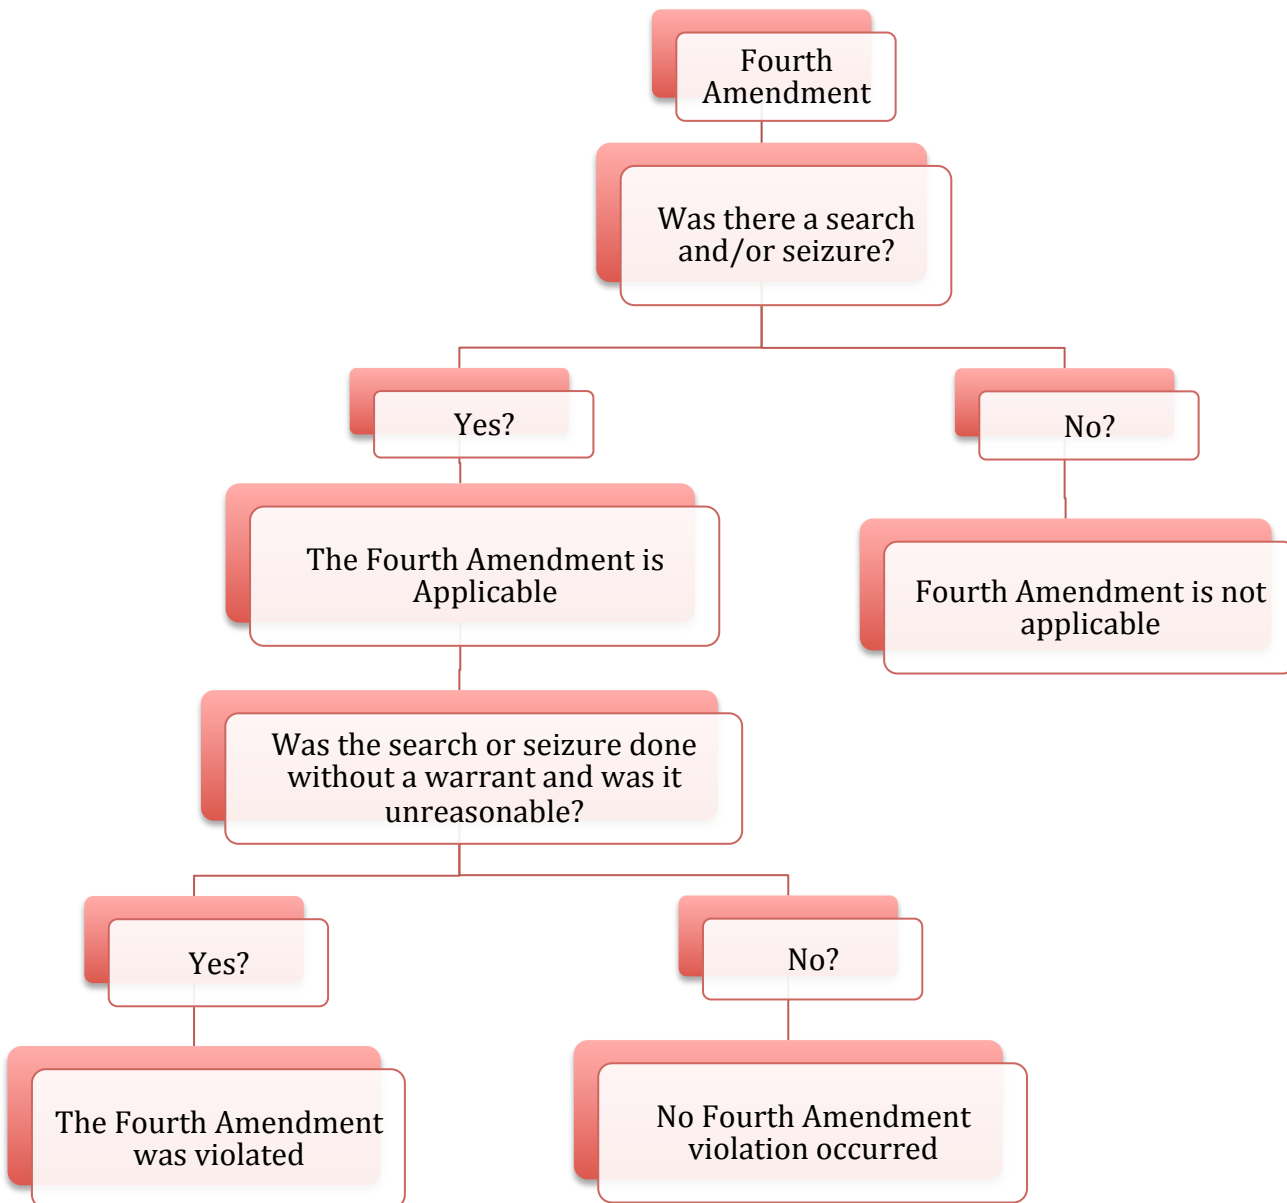 Fourth
Amendment
Was there a search
and/or seizure?
Yes?
No?
The Fourth Amendment is
Applicable
Fourth Amendment is not
applicable
Was the search or seizure done
without a warrant and was it
unreasonable?
Yes?
No?
The Fourth Amendment
was violated
No Fourth Amendment
violation occurred